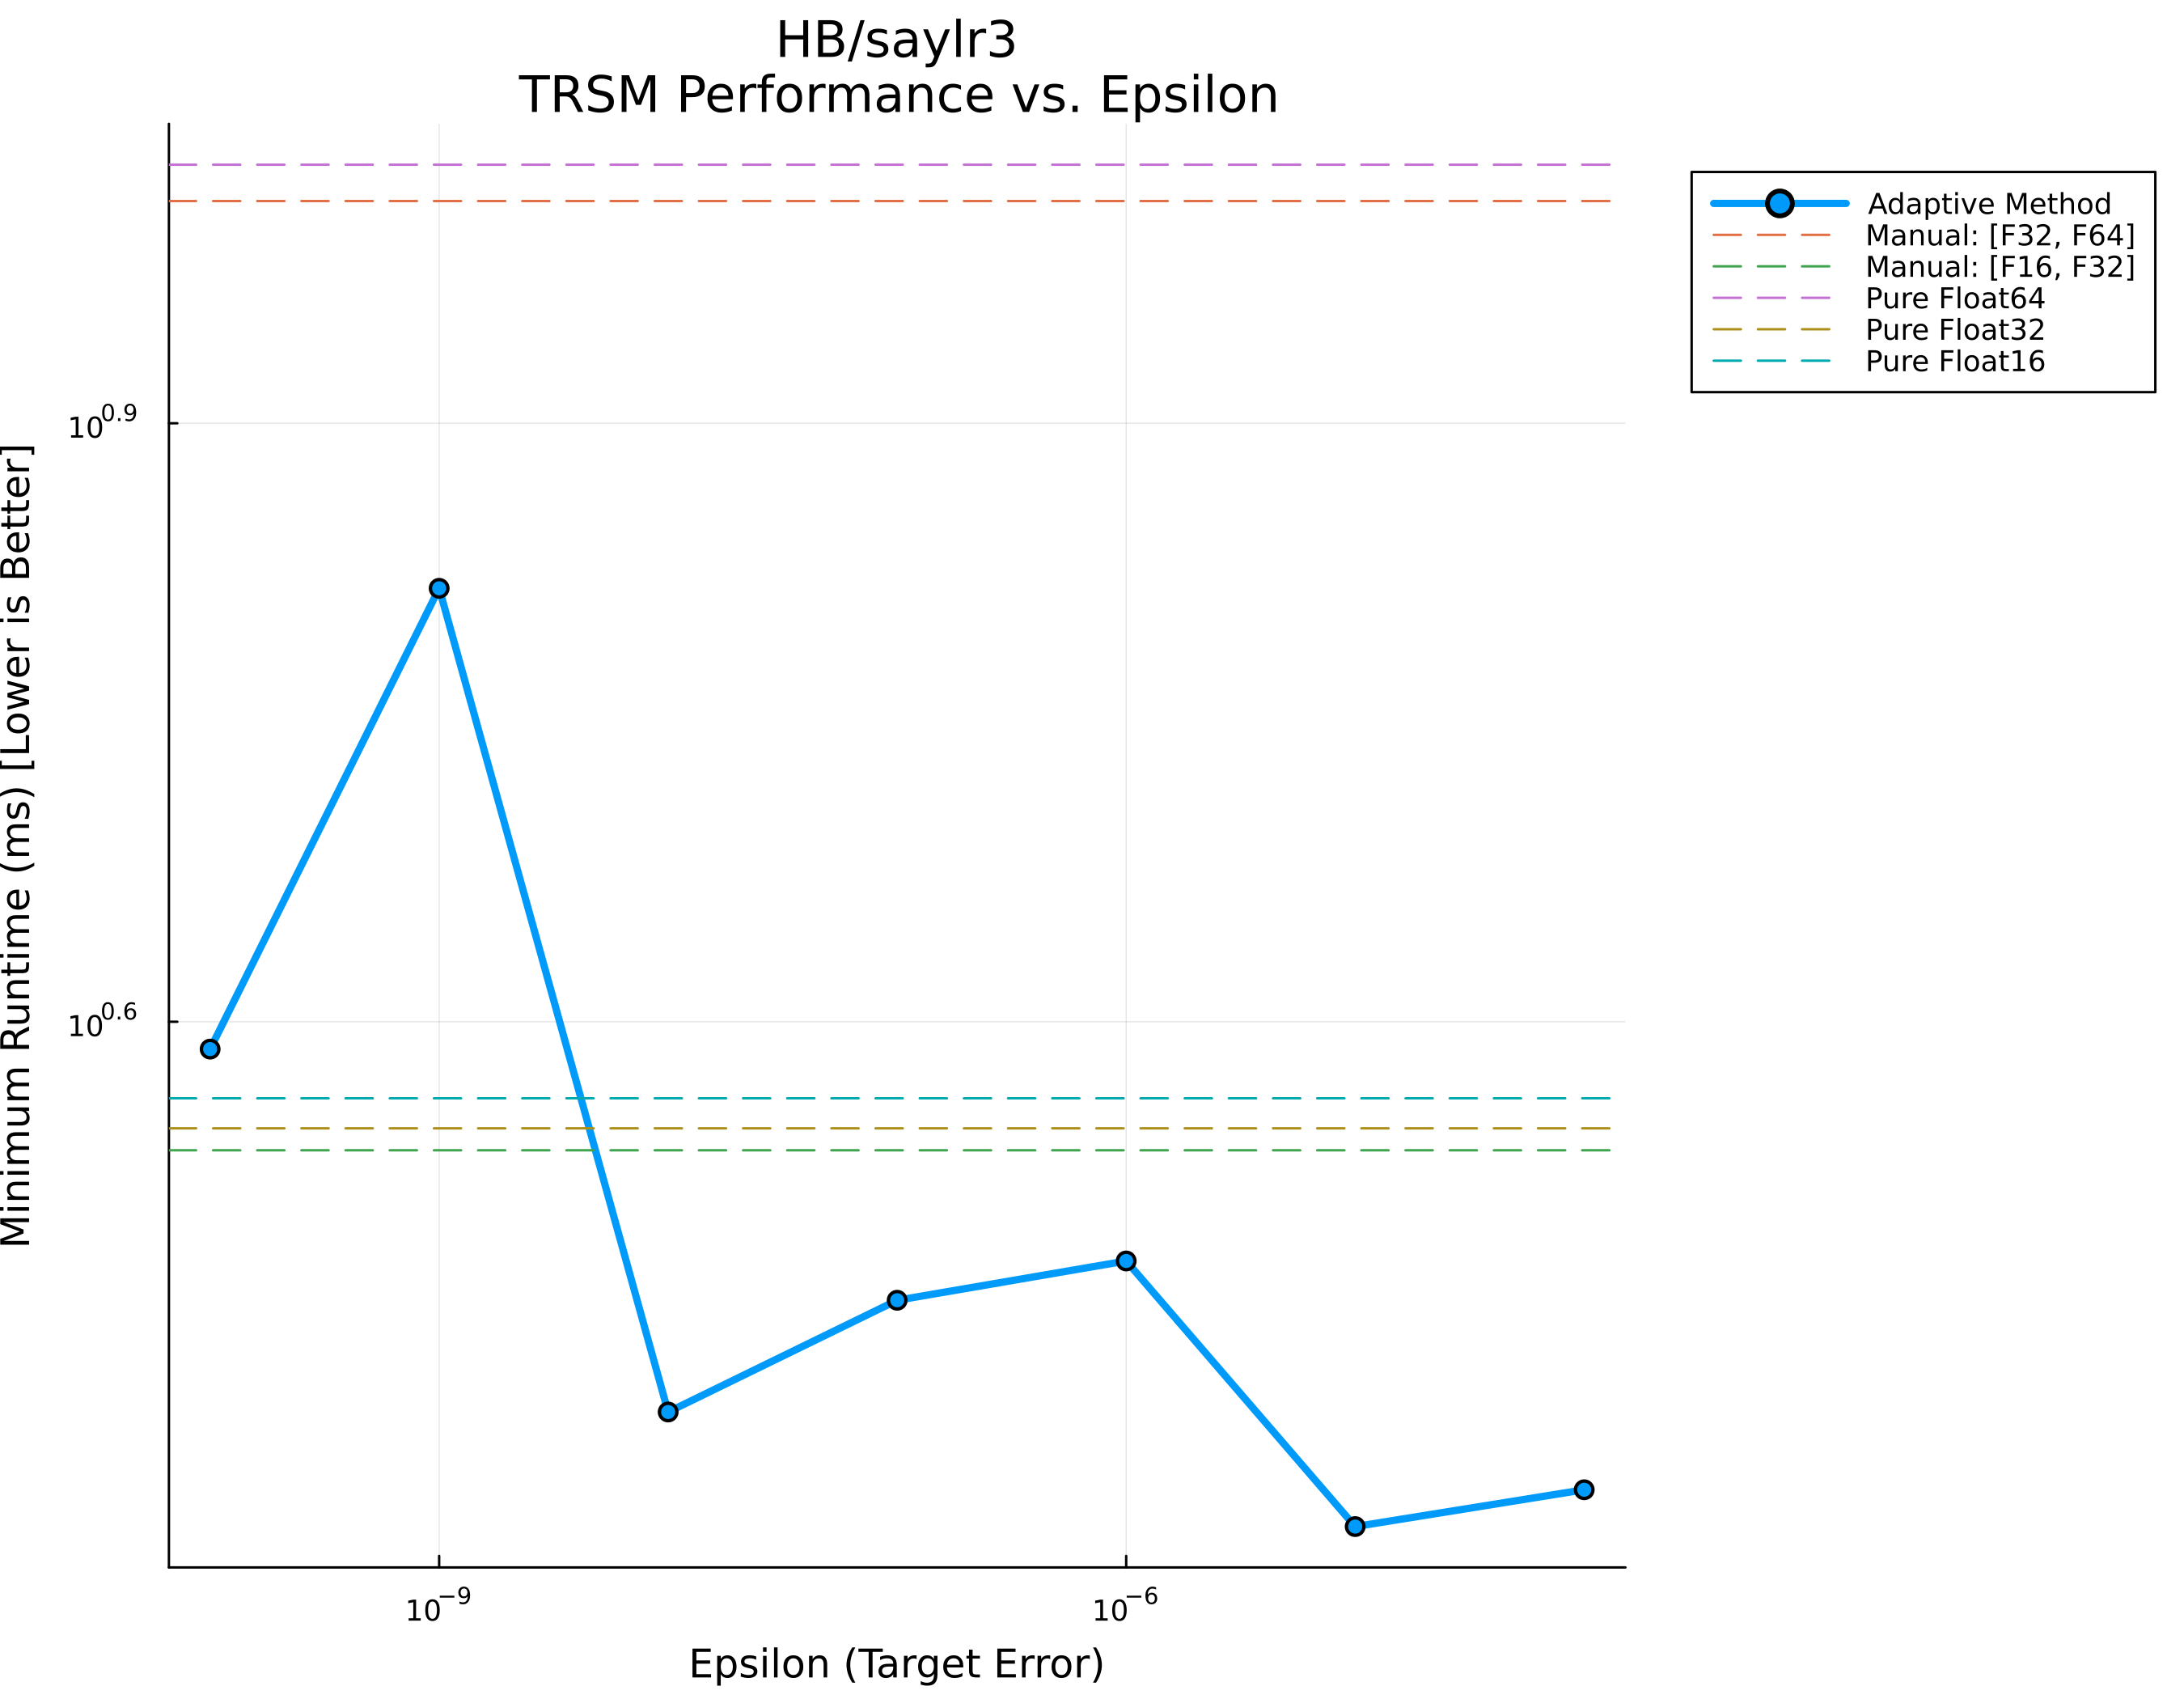 HB/saylr3
TRSM Performance vs. Epsilon
Minimum Runtime (ms) [Lower is Better]
10^0.9
10^0.6
10^−9
10^−6
Epsilon (Target Error)
Adaptive Method
Manual: [F32, F64]
Manual: [F16, F32]
Pure Float64
Pure Float32
Pure Float16